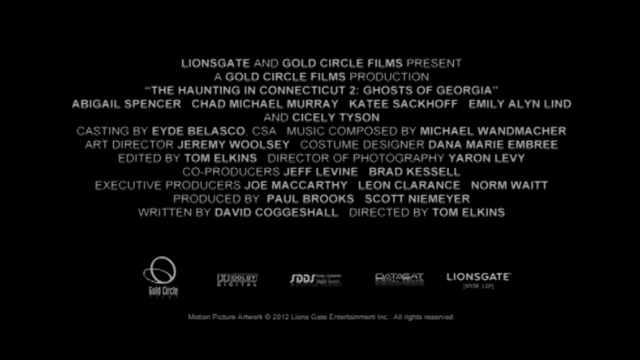 LIONSGATE AND GOLD CIRCLE FILMS PRESENT
A GOLD CIRCLE FILMS PRODUCTION
“THE HAUNTING IN CONNECTICUT 2: GHOSTS OF GEORGIA”
ABIGAIL SPENCER CHAD MICHAEL MURRAY KATEE SACKHOFF EMILY ALYN LIND
AND CICELY TYSON
CASTING BY EYDE BELASCO, CSA MUSIC COMPOSED BY MICHAEL WANDMACHER
ART DIRECTOR JEREMY WOOLSEY COSTUME DESIGNER DANA MARIE EMBREE
EDITED BY TOM ELKINS DIRECTOR OF PHOTOGRAPHY YARON LEVY
CO-PRODUCERS JEFF LEVINE BRAD KESSELL
EXECUTIVE PRODUCERS JOE MACCARTHY LEON CLARANCE NORM WAITT
PRODUCED BY PAUL BROOKS SCOTT NIEMEYER
WRITTEN BY DAVID COGGESHALL DIRECTED BY TOM ELKINS
Gold Circle
FILMS
DOLBY
DIGITAL
SDDS
DATASAT
LIONSGATE
[NYSE: LGF]
Motion Picture Artwork © 2012 Lions Gate Entertainment Inc. All rights reserved.